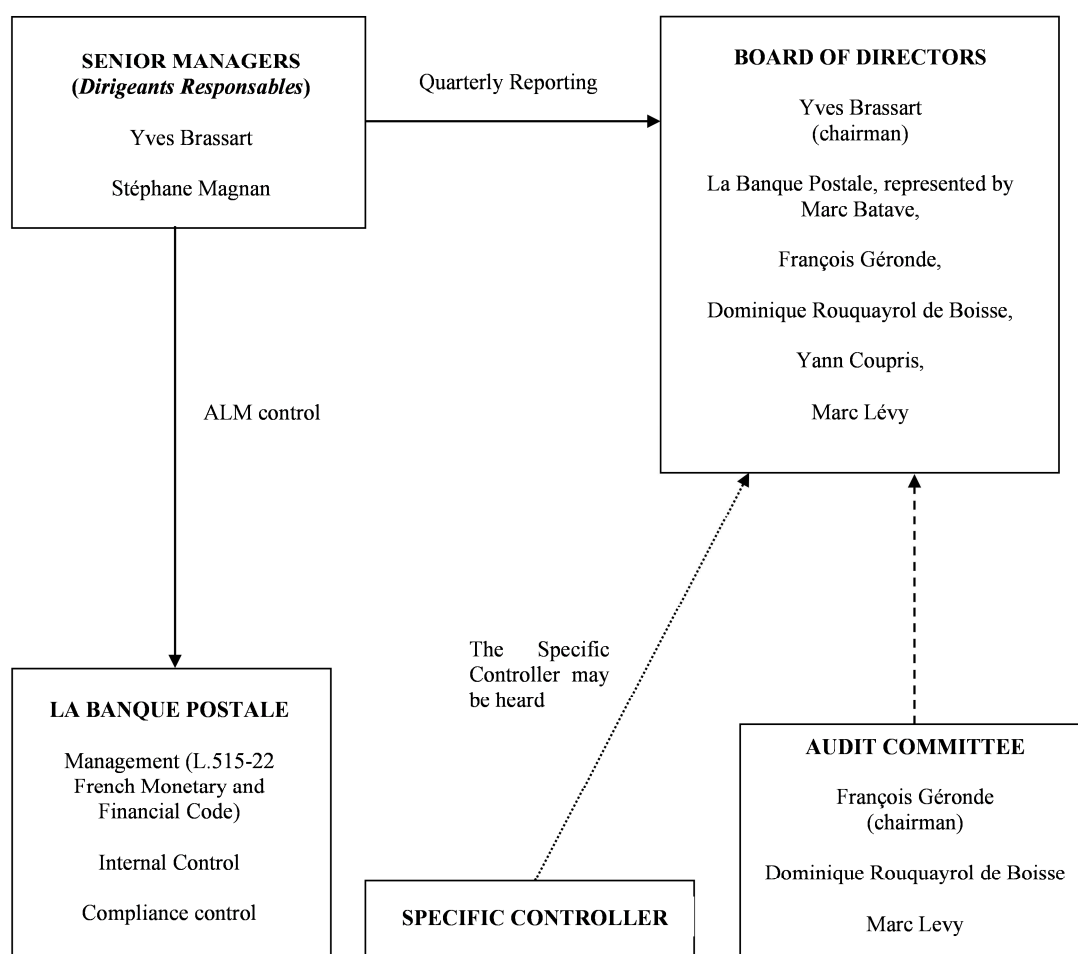 SENIOR MANAGERS
(Dirigeants Responsables)
Yves Brassart
Stéphane Magnan
Quarterly Reporting
BOARD OF DIRECTORS
Yves Brassart
(chairman)
La Banque Postale, represented by
Marc Batave,
François Géronde,
Dominique Rouquayrol de Boisse,
Yann Coupris,
Marc Lévy
ALM control
The Specific
Controller may
be heard
LA BANQUE POSTALE
Management (L.515-22
French Monetary and
Financial Code)
Internal Control
Compliance control
SPECIFIC CONTROLLER
AUDIT COMMITTEE
François Géronde
(chairman)
Dominique Rouquayrol de Boisse
Marc Levy